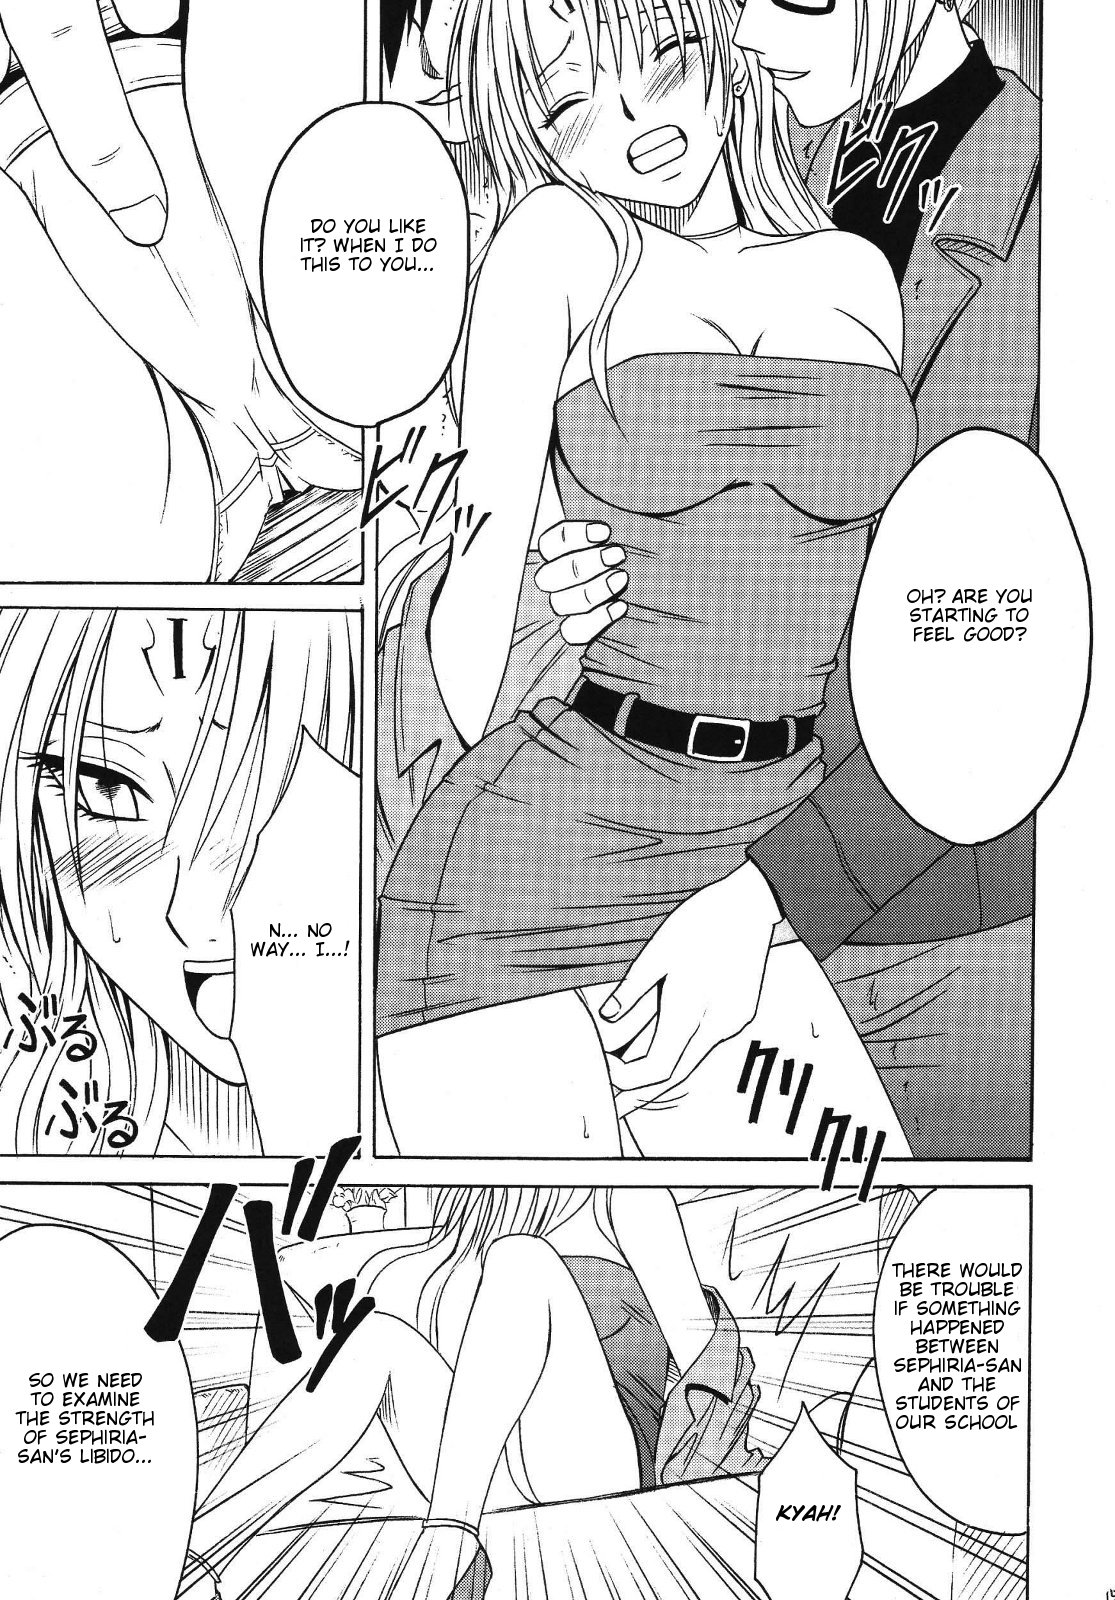 DO YOU LIKE
IT? WHEN I DO
THIS TO YOU...
ビクッ
ビクッ
OH? ARE YOU
STARTING TO
FEEL GOOD?
I
N... NO
WAY... I...!
ぶる
ぶる
クリ
クリ
THERE WOULD
BE TROUBLE
IF SOMETHING
HAPPENED
BETWEEN
SEPHIRIA-SAN
AND THE
STUDENTS OF
OUR SCHOOL
バッ
KYAH!
SO WE NEED
TO EXAMINE
THE STRENGTH
OF SEPHIRIA-
SAN'S LIBIDO...